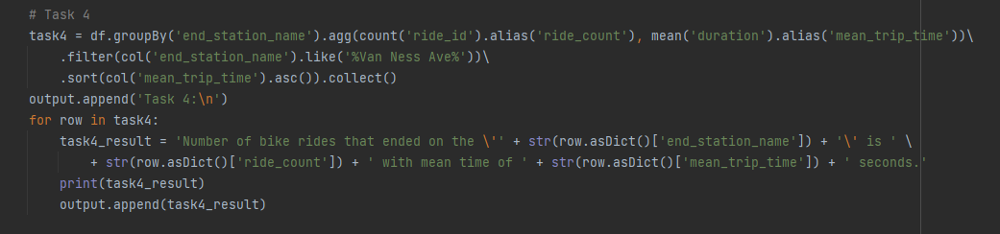 # Task 4
task4 = df.groupBy('end_station_name').agg(count('ride_id').alias('ride_count'), mean('duration').alias('mean_trip_time'))\
    .filter(col('end_station_name').like('%Van Ness Ave%'))\
    .sort(col('mean_trip_time').asc()).collect()
output.append('Task 4:\n')
for row in task4:
    task4_result = 'Number of bike rides that ended on the \'' + str(row.asDict()['end_station_name']) + '\' is ' \
        + str(row.asDict()['ride_count']) + ' with mean time of ' + str(row.asDict()['mean_trip_time']) + ' seconds.'
    print(task4_result)
    output.append(task4_result)